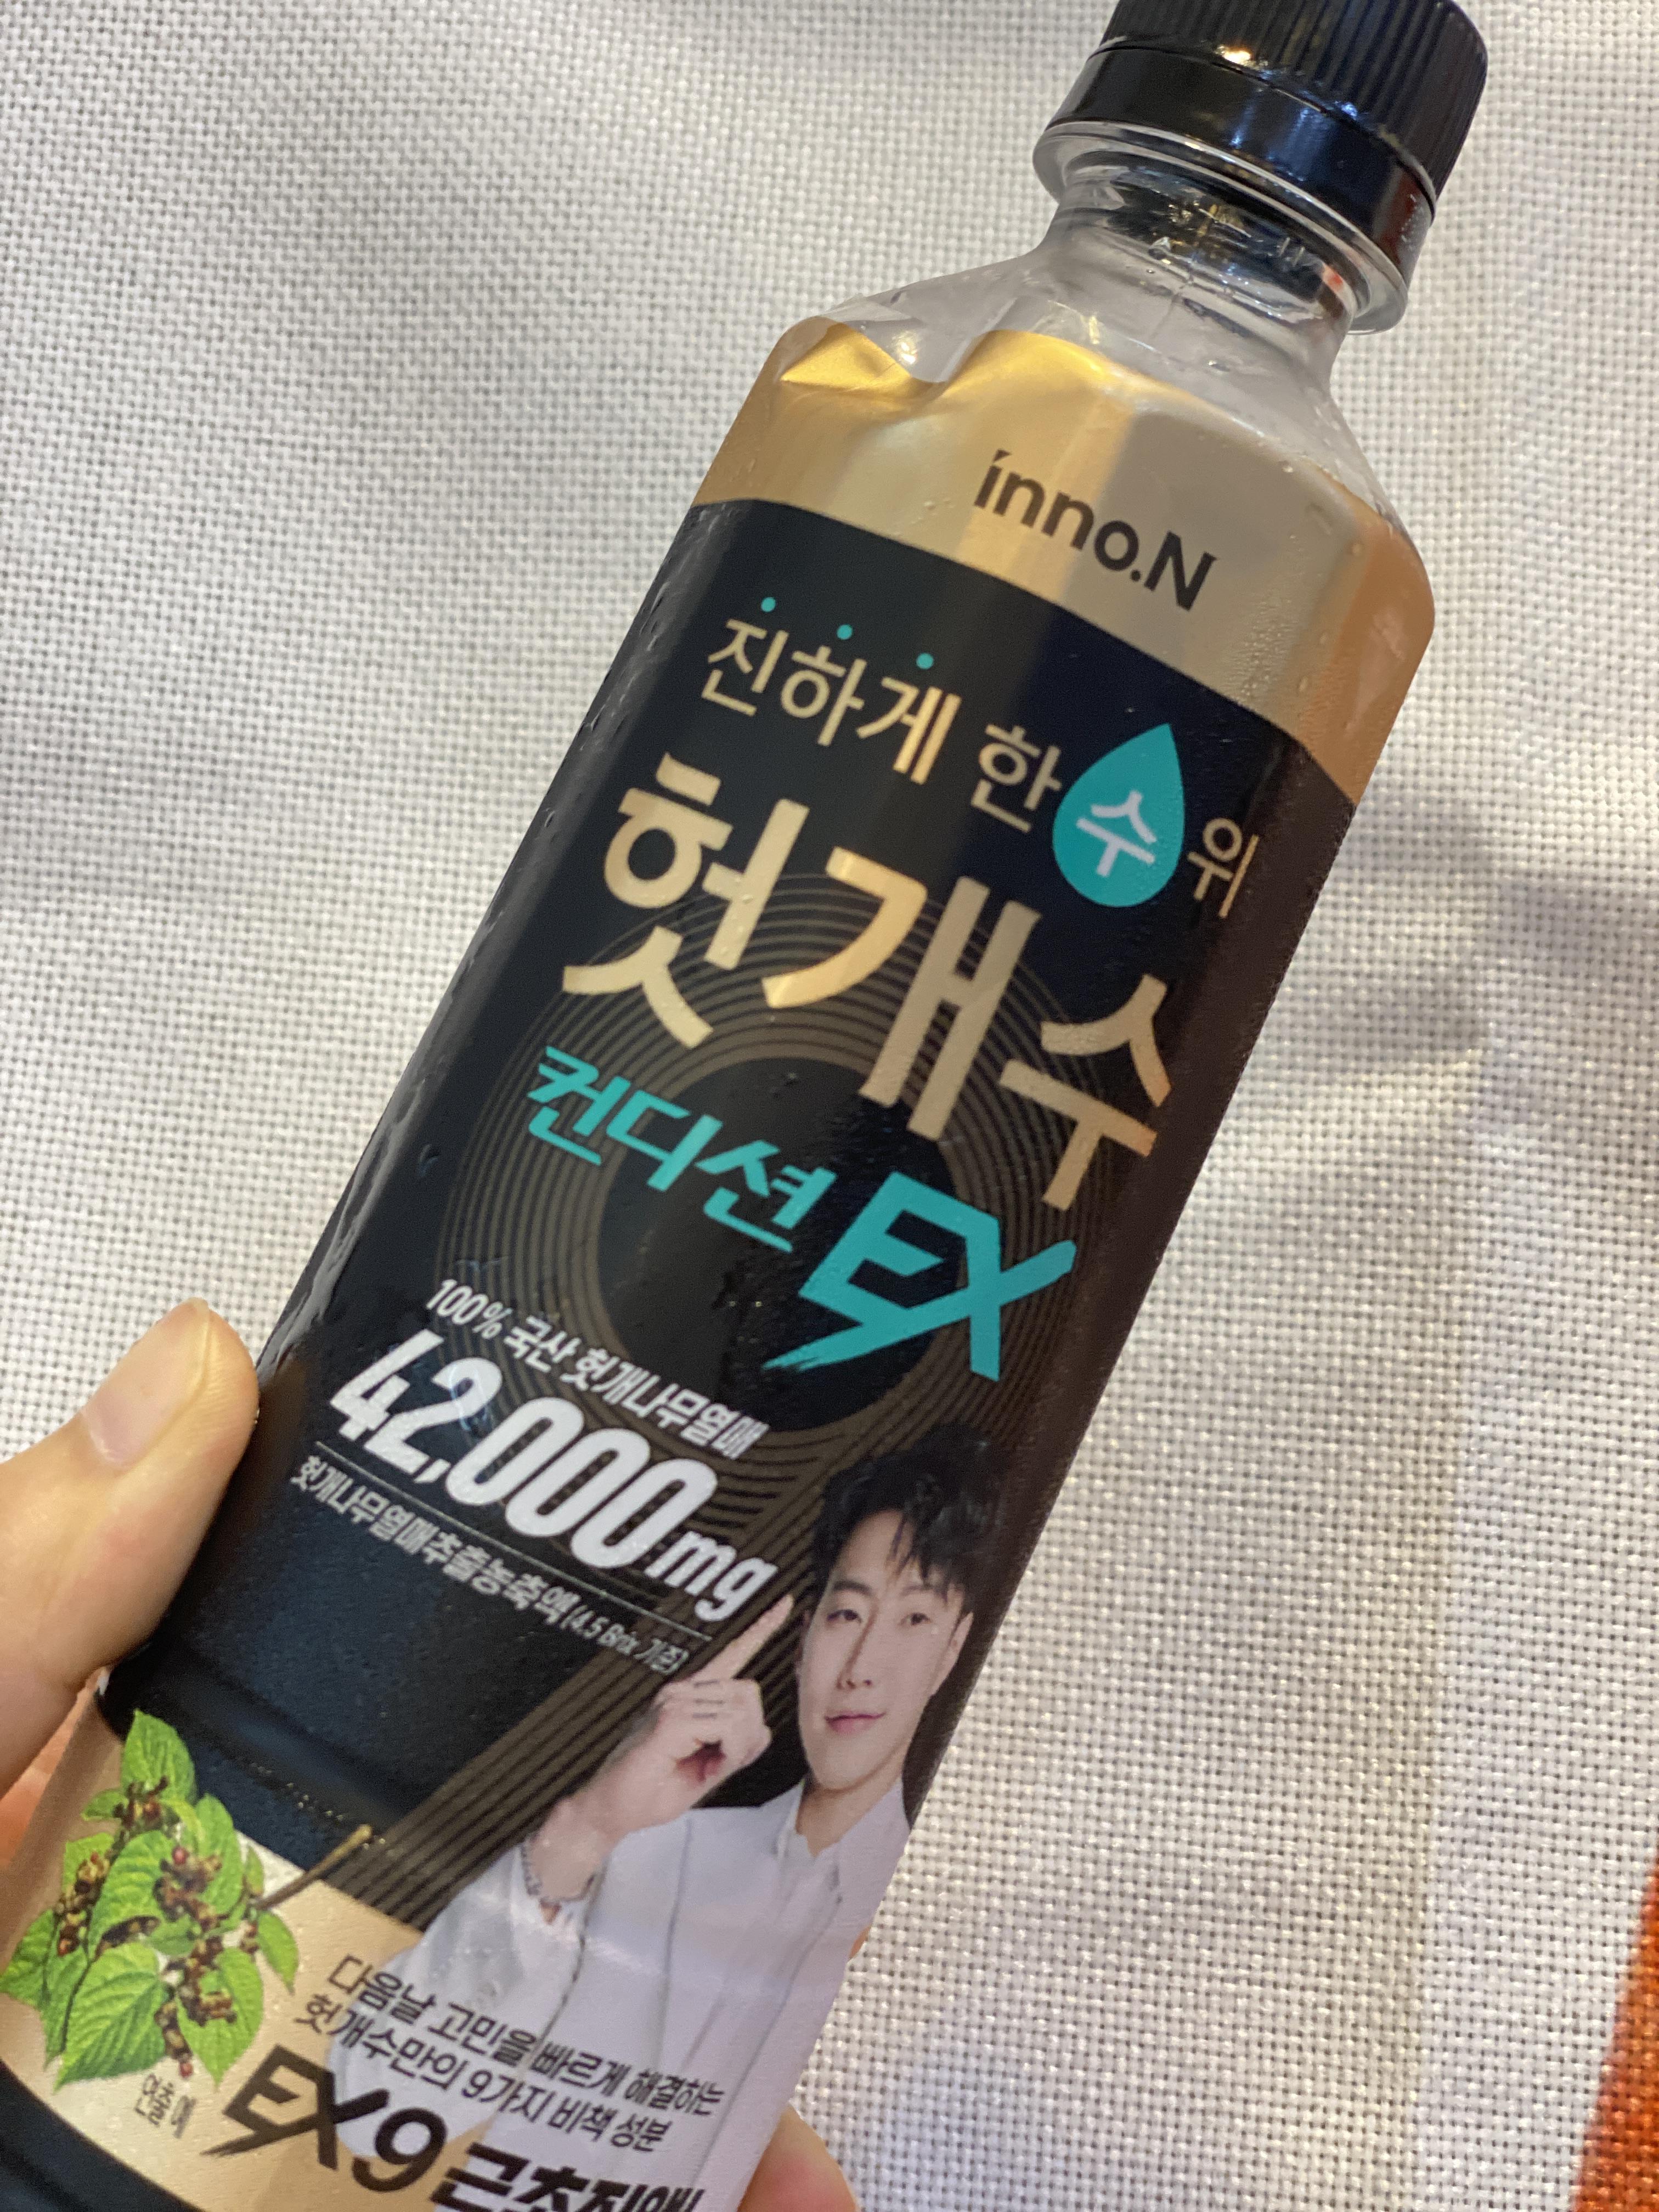 inno.N
진하게 한 수위
헛개수
컨디션 EX
100% 국산 헛개나무열매
42,000mg
헛개나무열매추출농축액(4.5 Brix 기준)
다음날 고민을 빠르게 해결하는
헛개수만의 9가지 비책 성분
연출 예
EX9